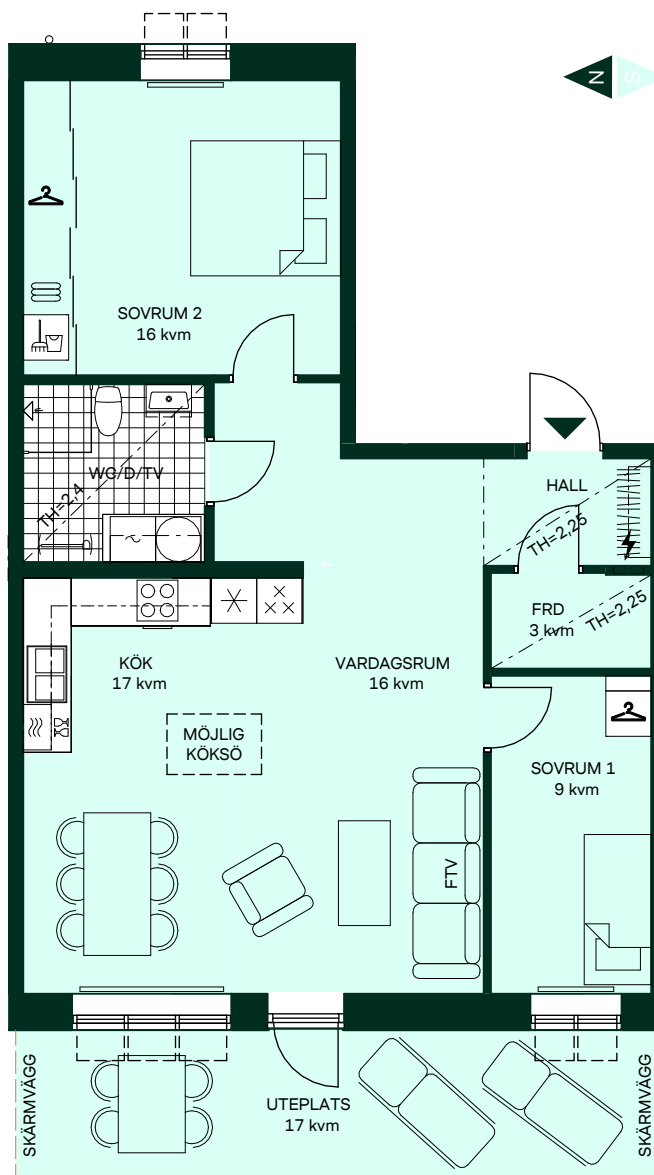 N
S
SOVRUM 2
16 kvm
WC/D/TV
TH=2,4
HALL
TH=2,25
FRD
3 kvm
TH=2,25
KÖK
17 kvm
VARDAGSRUM
16 kvm
MÖJLIG
KÖKSÖ
SOVRUM 1
9 kvm
FTV
SKÄRMVÄGG
UTEPLATS
17 kvm
SKÄRMVÄGG